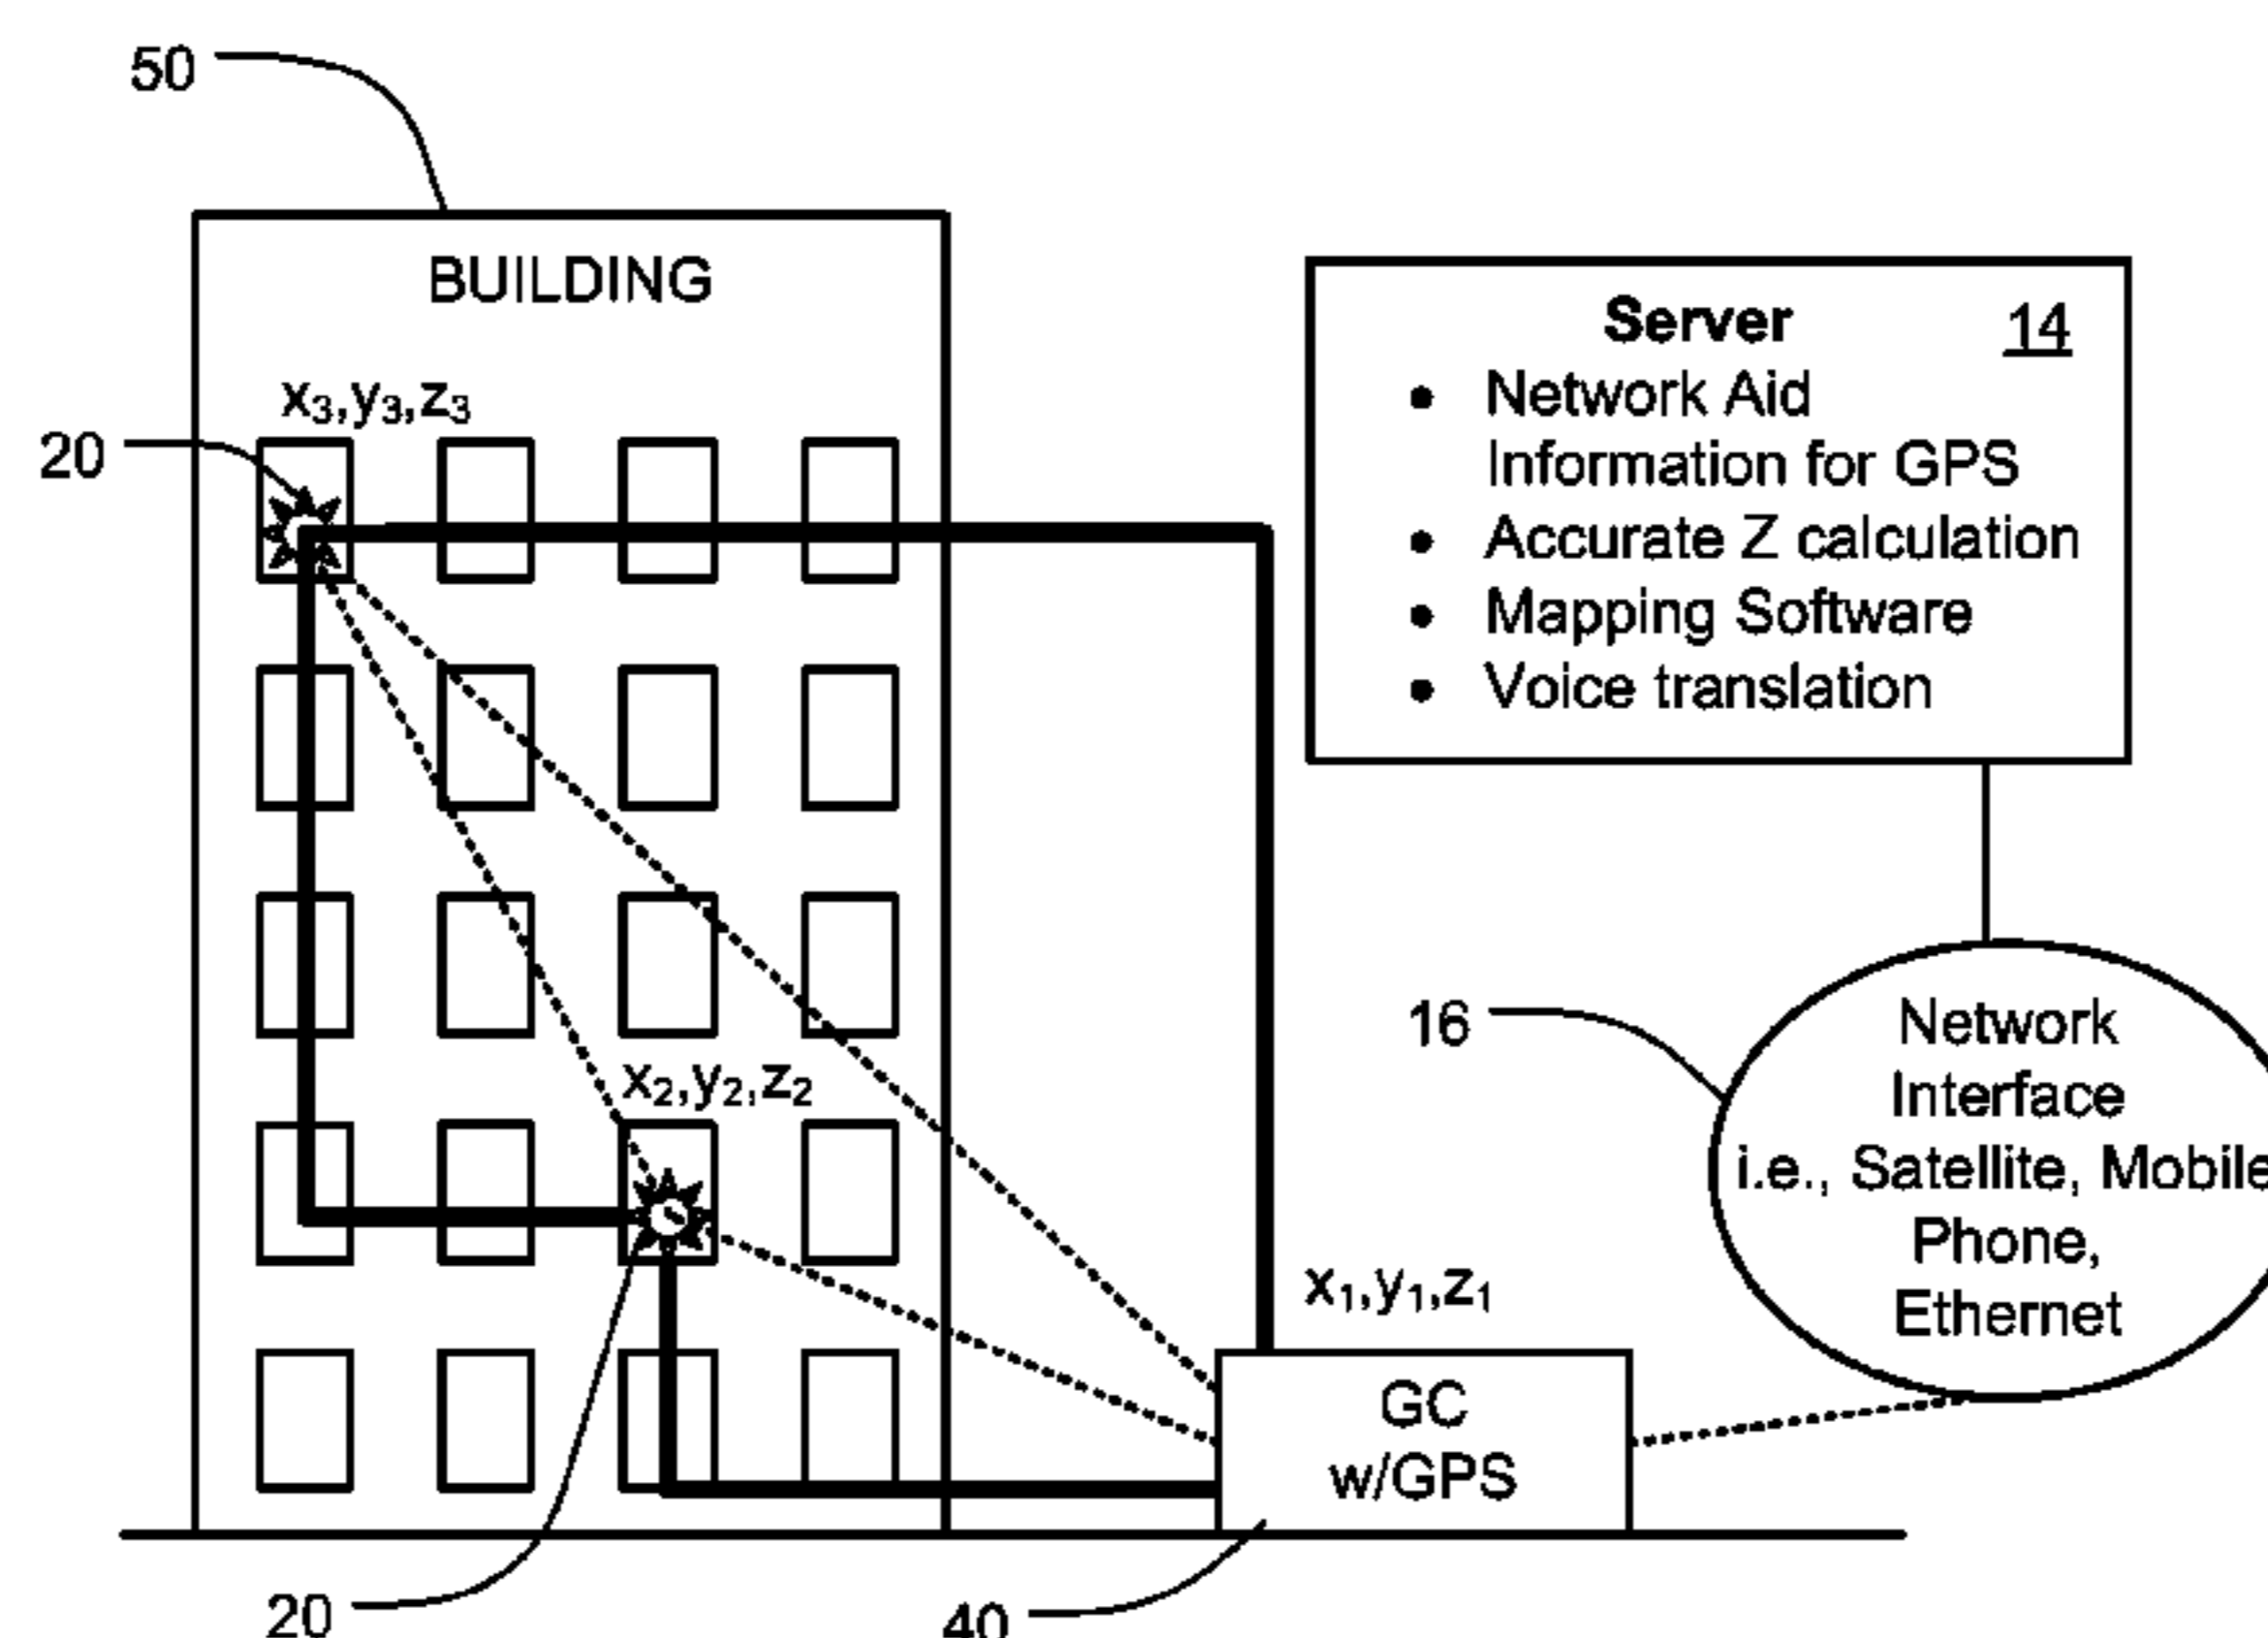 50
BUILDING
x₃,y₃,z₃
20
Server 14
• Network Aid
Information for GPS
• Accurate Z calculation
• Mapping Software
• Voice translation
16
Network
Interface
i.e., Satellite, Mobile
Phone,
Ethernet
x₂,y₂,z₂
x₁,y₁,z₁
GC
w/GPS
20
40